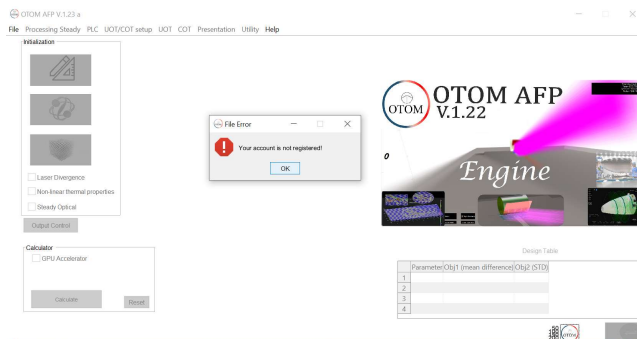 OTOM AFP V.1.23 a
File Processing Steady PLC UOT/COT setup UOT COT Presentation Utility Help
Initialization
Laser Divergence
Non-linear thermal properties
Steady Optical
Output Control
Calculator
GPU Accelerator
Calculate
Reset
File Error
Your account is not registered!
OK
OTOM
OTOM AFP
V.1.22
Engine
Design Table
Parameter Obj1 (mean difference) Obj2 (STD)
1
2
3
4
OTOM